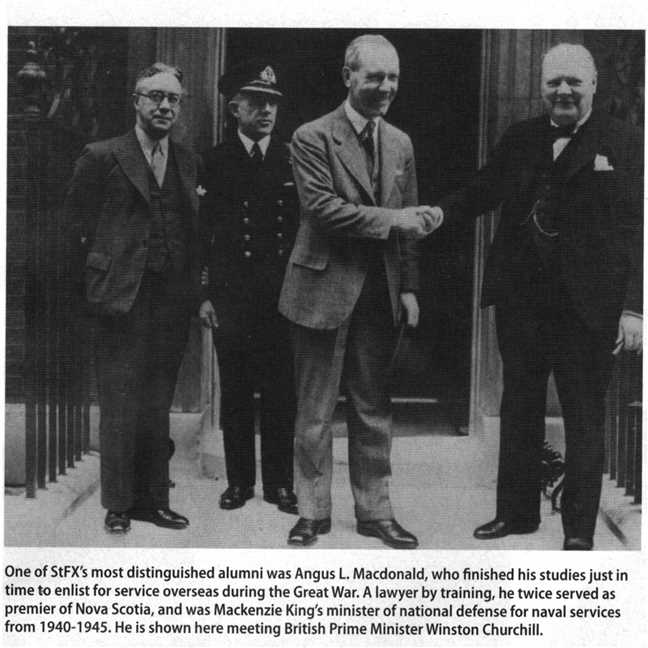 One of StFX's most distinguished alumni was Angus L. Macdonald, who finished his studies just in
time to enlist for service overseas during the Great War. A lawyer by training, he twice served as
premier of Nova Scotia, and was Mackenzie King's minister of national defense for naval services
from 1940-1945. He is shown here meeting British Prime Minister Winston Churchill.